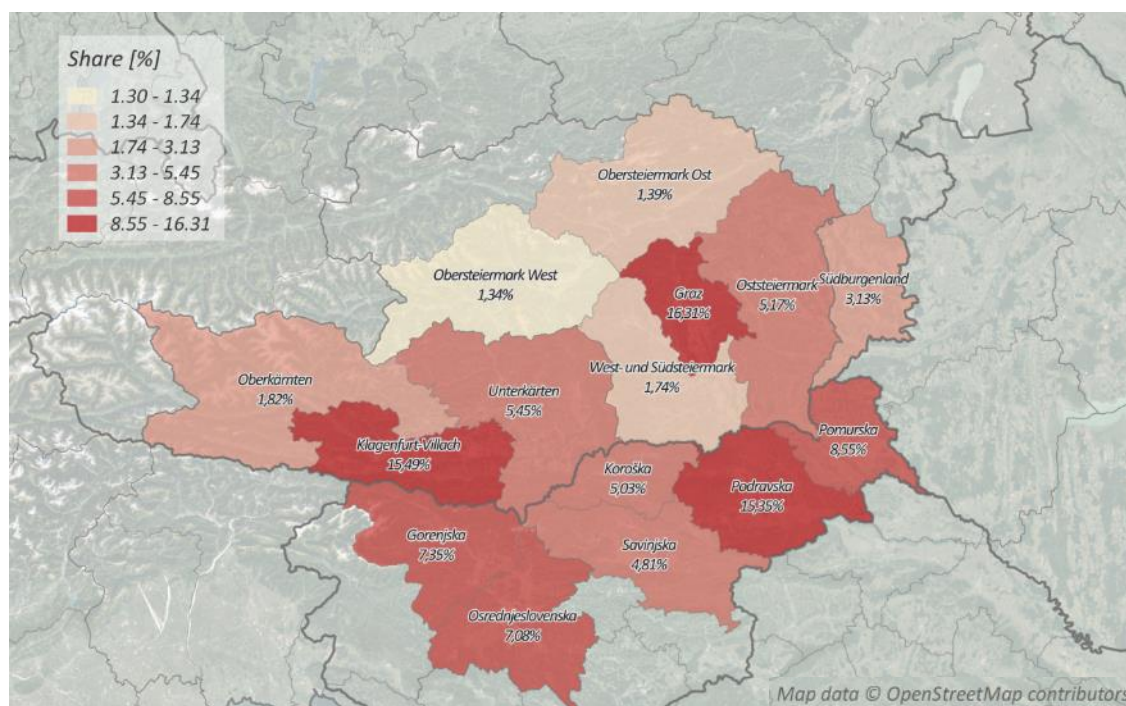 Share [%]
1.30 - 1.34
1.34 - 1.74
1.74 - 3.13
3.13 - 5.45
5.45 - 8.55
8.55 - 16.31
Obersteiermark Ost
1,39%
Obersteiermark West
1,34%
Graz
16,31%
Oststeiermark
5,17%
Südburgenland
3,13%
West- und Südsteiermark
1,74%
Oberkärnten
1,82%
Unterkärten
5,45%
Klagenfurt-Villach
15,49%
Pomurska
8,55%
Koroška
5,03%
Podravska
15,35%
Gorenjska
7,35%
Savinjska
4,81%
Osrednjeslovenska
7,08%
Map data © OpenStreetMap contributors